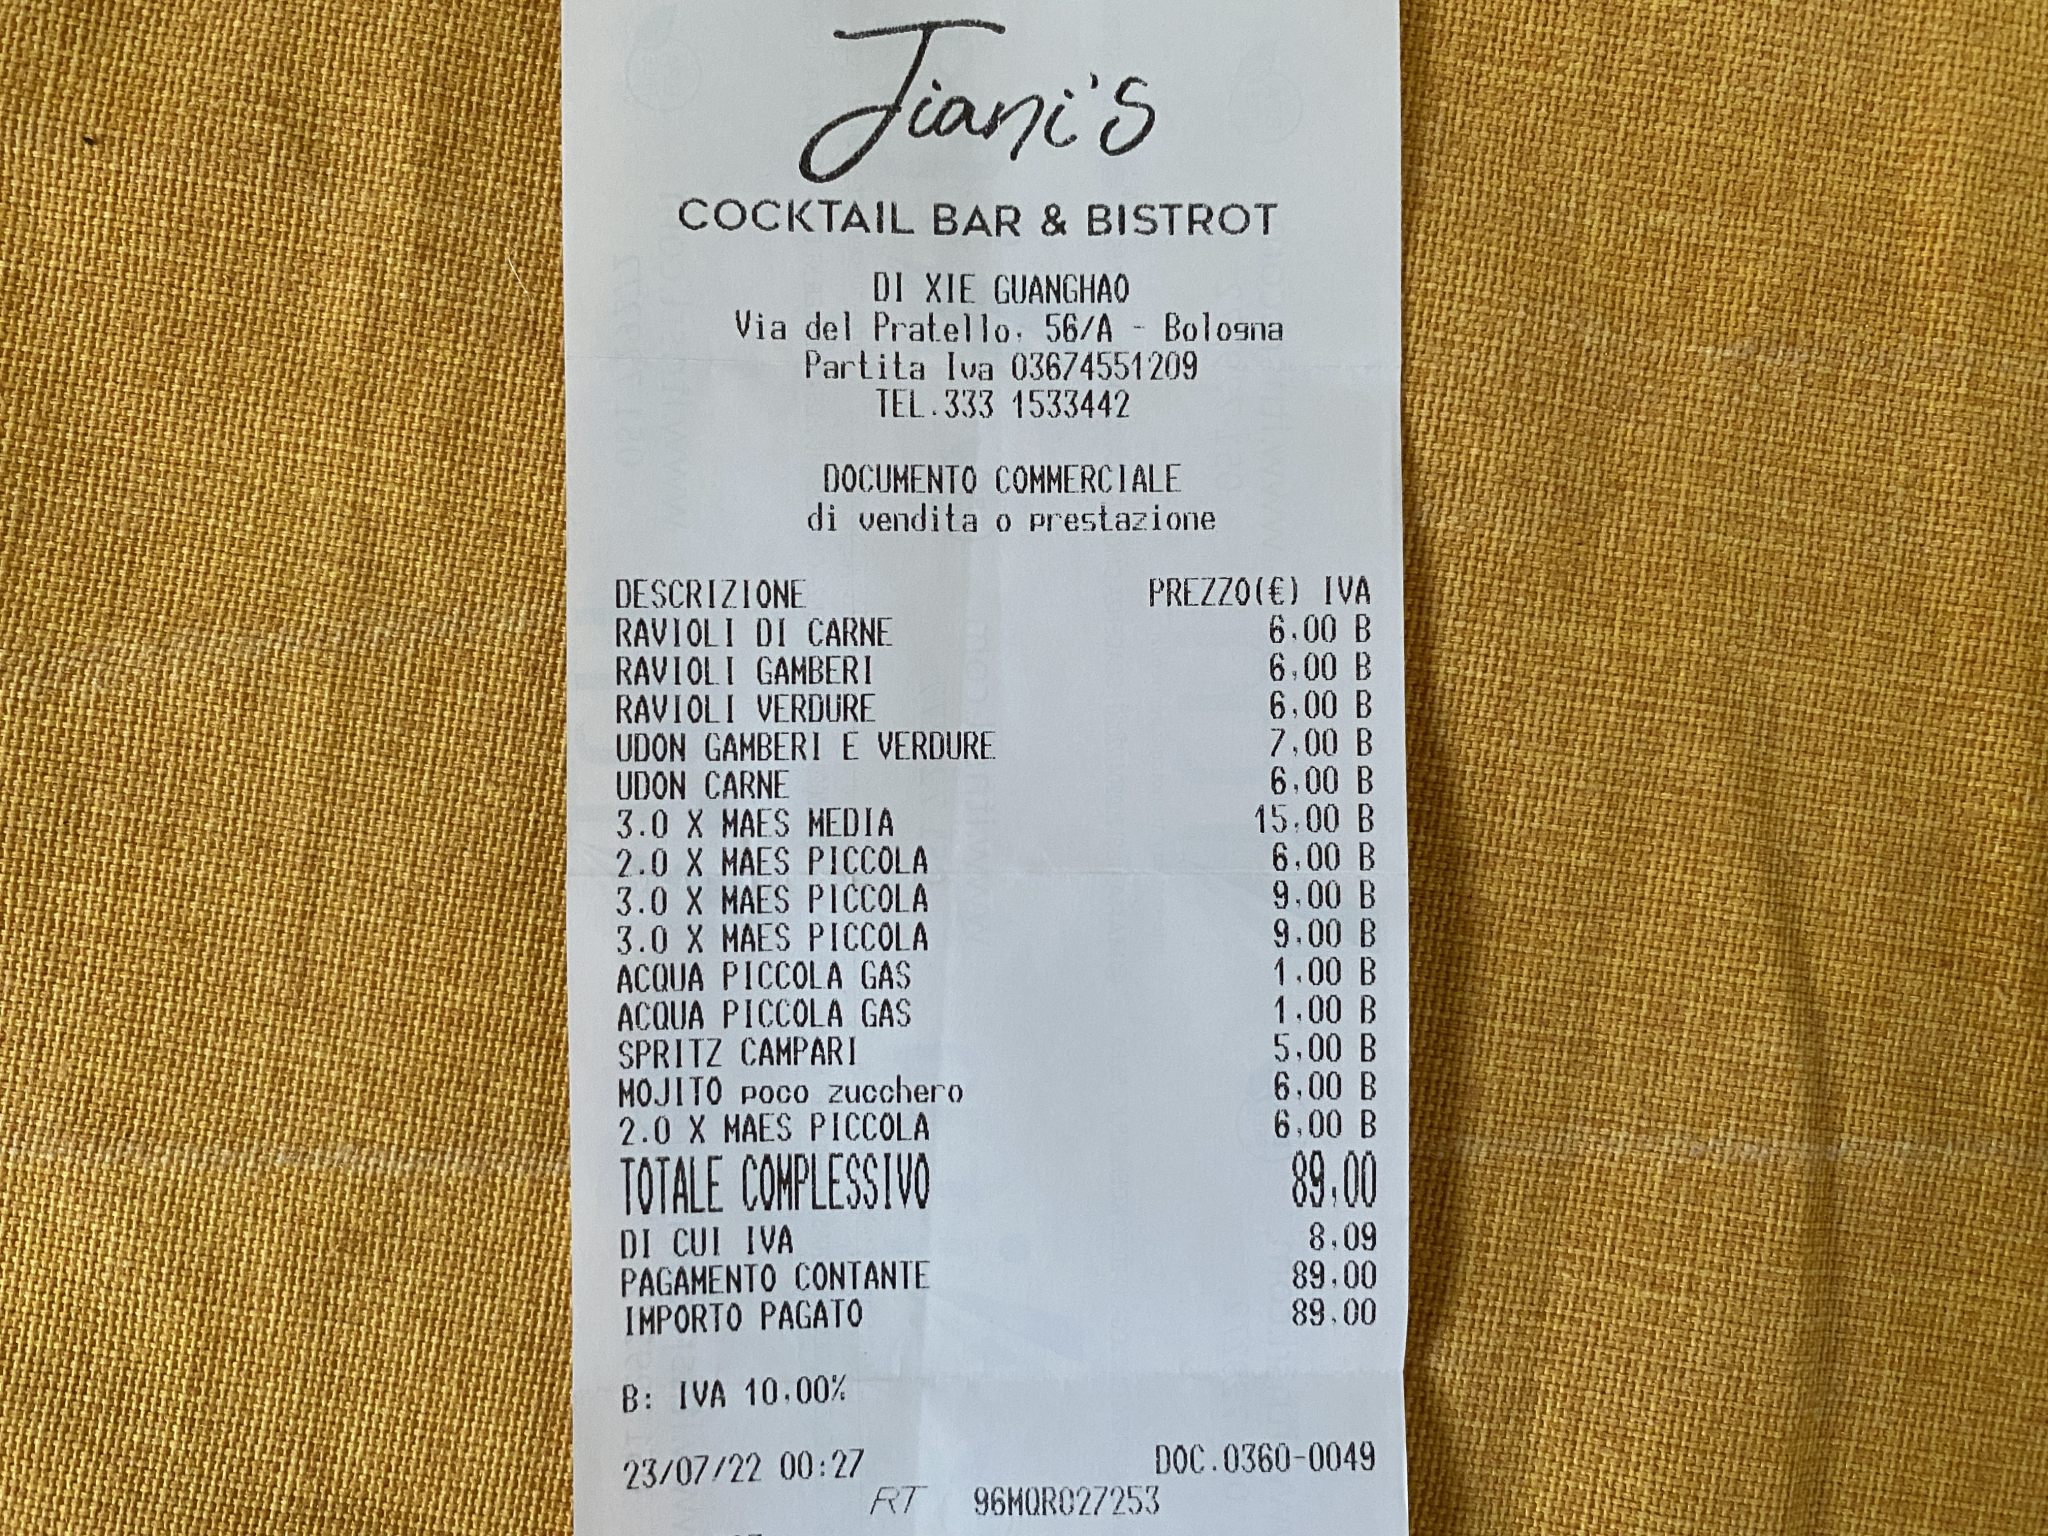 Jiani's
COCKTAIL BAR & BISTROT
DI XIE GUANGHAO
Via del Pratello, 56/A - Bologna
Partita Iva 03674551209
TEL.333 1533442
DOCUMENTO COMMERCIALE
di vendita o prestazione
DESCRIZIONE PREZZO(€) IVA
RAVIOLI DI CARNE 6,00 B
RAVIOLI GAMBERI 6,00 B
RAVIOLI VERDURE 6,00 B
UDON GAMBERI E VERDURE 7,00 B
UDON CARNE 6,00 B
3.0 X MAES MEDIA 15,00 B
2.0 X MAES PICCOLA 6,00 B
3.0 X MAES PICCOLA 9,00 B
3.0 X MAES PICCOLA 9,00 B
ACQUA PICCOLA GAS 1,00 B
ACQUA PICCOLA GAS 1,00 B
SPRITZ CAMPARI 5,00 B
MOJITO poco zucchero 6,00 B
2.0 X MAES PICCOLA 6,00 B
TOTALE COMPLESSIVO 89,00
DI CUI IVA 8,09
PAGAMENTO CONTANTE 89,00
IMPORTO PAGATO 89,00
B: IVA 10,00%
23/07/22 00:27 DOC.0360-0049
RT 96MQR027253